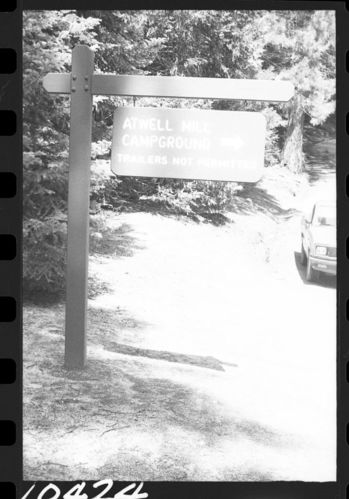 ATWELL MILL
CAMPGROUND →
TRAILERS NOT PERMITTED
10424